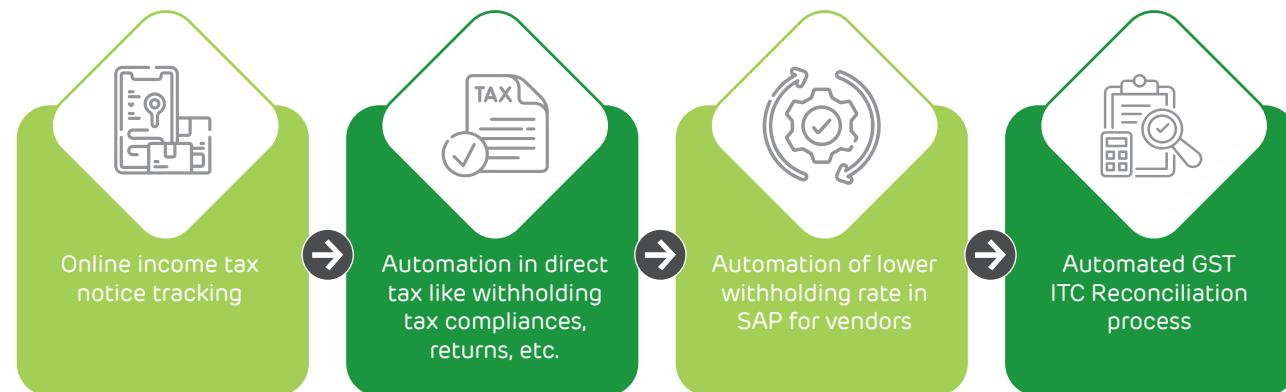 Online income tax
notice tracking
TAX
Automation in direct
tax like withholding
tax compliances,
returns, etc.
Automation of lower
withholding rate in
SAP for vendors
Automated GST
ITC Reconciliation
process